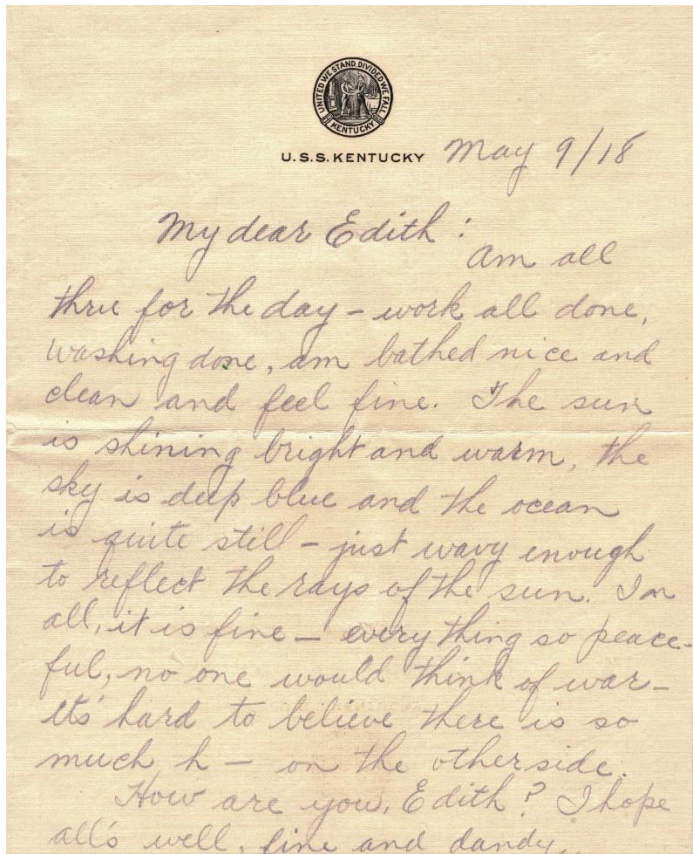 UNITED WE STAND, DIVIDED WE FALL
KENTUCKY
U.S.S. KENTUCKY May 9/18
My dear Edith :
Am all
thru for the day – work all done,
washing done, am bathed nice and
clean and feel fine. The sun
is shining bright and warm, the
sky is deep blue and the ocean
is quite still – just wavy enough
to reflect the rays of the sun. In
all, it is fine – everything so peace-
ful, no one would think of war –
its' hard to believe there is so
much h – on the otherside.
How are you, Edith? I hope
all's well, fine and dandy.